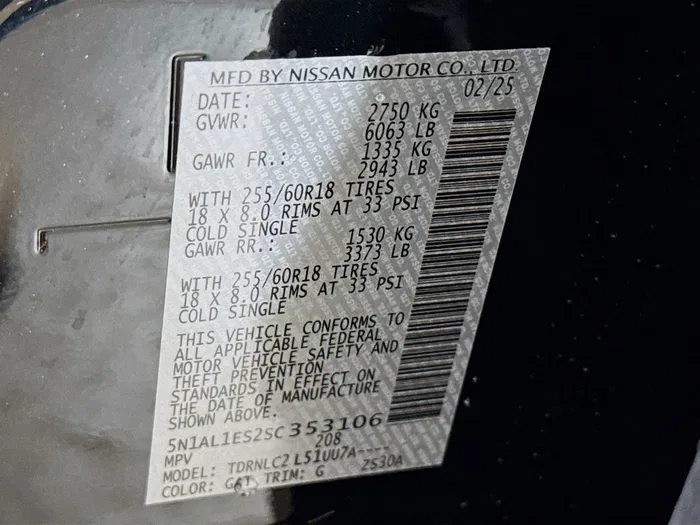 MFD BY NISSAN MOTOR CO., LTD.
DATE: 02/25
GVWR: 2750 KG
6063 LB
GAWR FR.: 1335 KG
2943 LB
WITH 255/60R18 TIRES
18 X 8.0 RIMS AT 33 PSI
COLD SINGLE
GAWR RR.: 1530 KG
3373 LB
WITH 255/60R18 TIRES
18 X 8.0 RIMS AT 33 PSI
COLD SINGLE
THIS VEHICLE CONFORMS TO
ALL APPLICABLE FEDERAL
MOTOR VEHICLE SAFETY AND
THEFT PREVENTION
STANDARDS IN EFFECT ON
THE DATE OF MANUFACTURE
SHOWN ABOVE.
5N1AL1ES2SC353106
MPV 208
MODEL: TDRNLC2 L51UU7A----
COLOR: TRIM: G ZS30A